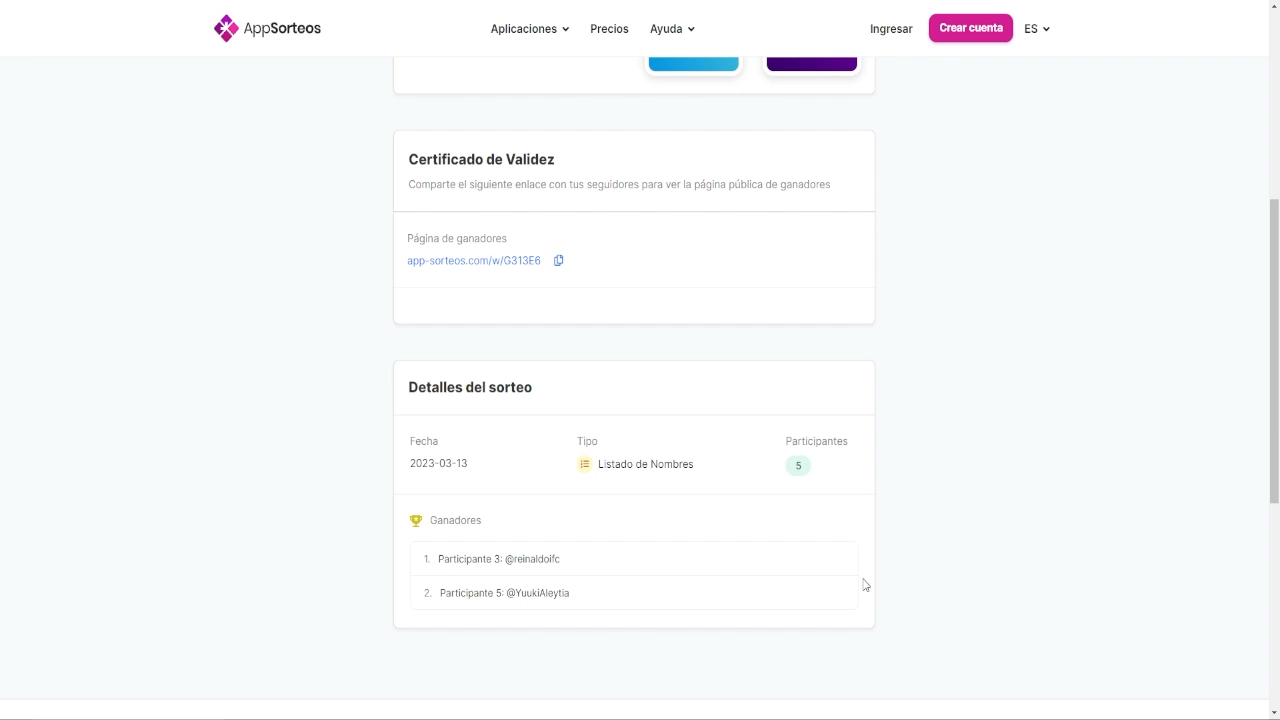 AppSorteos
Aplicaciones
Precios
Ayuda
Ingresar
Crear cuenta
ES
Certificado de Validez
Comparte el siguiente enlace con tus seguidores para ver la página pública de ganadores
Página de ganadores
app-sorteos.com/w/G313E6
Detalles del sorteo
Fecha
Tipo
Participantes
2023-03-13
Listado de Nombres
5
Ganadores
1. Participante 3: @reinaldoifc
2. Participante 5: @YuukiAleytia